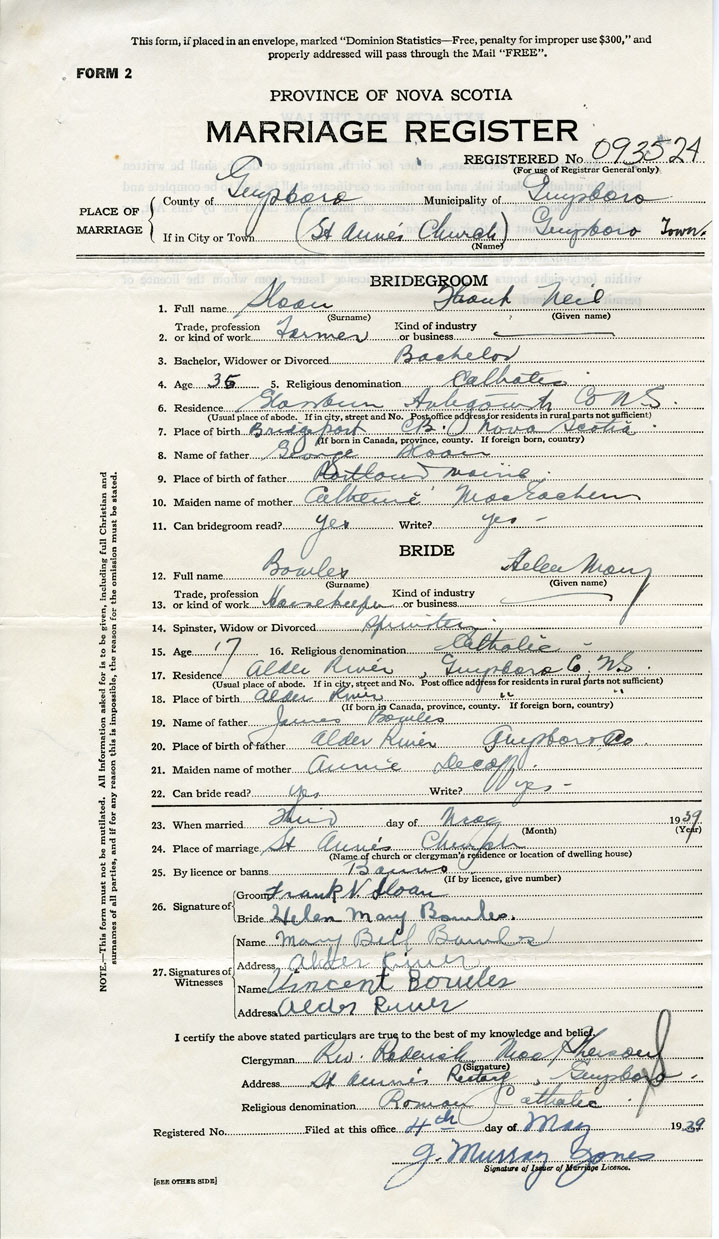 This form, if placed in an envelope, marked "Dominion Statistics—Free, penalty for improper use $300," and
properly addressed will pass through the Mail "FREE".
FORM 2
PROVINCE OF NOVA SCOTIA
MARRIAGE REGISTER
REGISTERED No. 093524
(For use of Registrar General only)
PLACE OF MARRIAGE
County of Guysboro Municipality of Guysboro
If in City or Town (St Anne's Church) Guysboro Town.
(Name)
BRIDEGROOM
1. Full name Sloan Frank Neil
(Surname) (Given name)
2. Trade, profession or kind of work Farmer Kind of industry or business
3. Bachelor, Widower or Divorced Bachelor
4. Age 35 5. Religious denomination Catholic
6. Residence Antigonish Co N.S.
(Usual place of abode. If in city, street and No. Post office address for residents in rural parts not sufficient)
7. Place of birth Bridgeport C.B. Nova Scotia
(If born in Canada, province, county. If foreign born, country)
8. Name of father George Sloan
9. Place of birth of father Portland Maine
10. Maiden name of mother Catherine MacEachern
11. Can bridegroom read? yes Write? yes -
BRIDE
12. Full name Bowles Helen Mary
(Surname) (Given name)
13. Trade, profession or kind of work Housekeeper Kind of industry or business
14. Spinster, Widow or Divorced Spinster
15. Age 17 16. Religious denomination Catholic -
17. Residence Alder River, Guysboro Co, N.S.
(Usual place of abode. If in city, street and No. Post office address for residents in rural parts not sufficient)
18. Place of birth Alder River " "
(If born in Canada, province, county. If foreign born, country)
19. Name of father James Bowles
20. Place of birth of father Alder River Guysboro Co.
21. Maiden name of mother Annie
22. Can bride read? yes Write? yes -
23. When married Third day of May 1939
(Month) (Year)
24. Place of marriage St Anne's Church
(Name of church or clergyman's residence or location of dwelling house)
25. By licence or banns Banns
(If by licence, give number)
26. Signature of
Groom Frank N. Sloan
Bride Helen Mary Bowles.
27. Signatures of Witnesses
Name Mary Bowles
Address Alder River
Name Vincent Bowles
Address Alder River
I certify the above stated particulars are true to the best of my knowledge and belief.
Clergyman Rev. Roderick MacPherson
(Signature)
Address St Anne's Rectory, Guysboro.
Religious denomination Roman Catholic
Registered No. Filed at this office 4th day of May 1939
J. Murray Jones
Signature of Issuer of Marriage Licence.
[SEE OTHER SIDE]
NOTE.—This form must not be mutilated. All information asked for is to be given, including full Christian and
surnames of all parties, and if for any reason this is impossible, the reason for the omission must be stated.